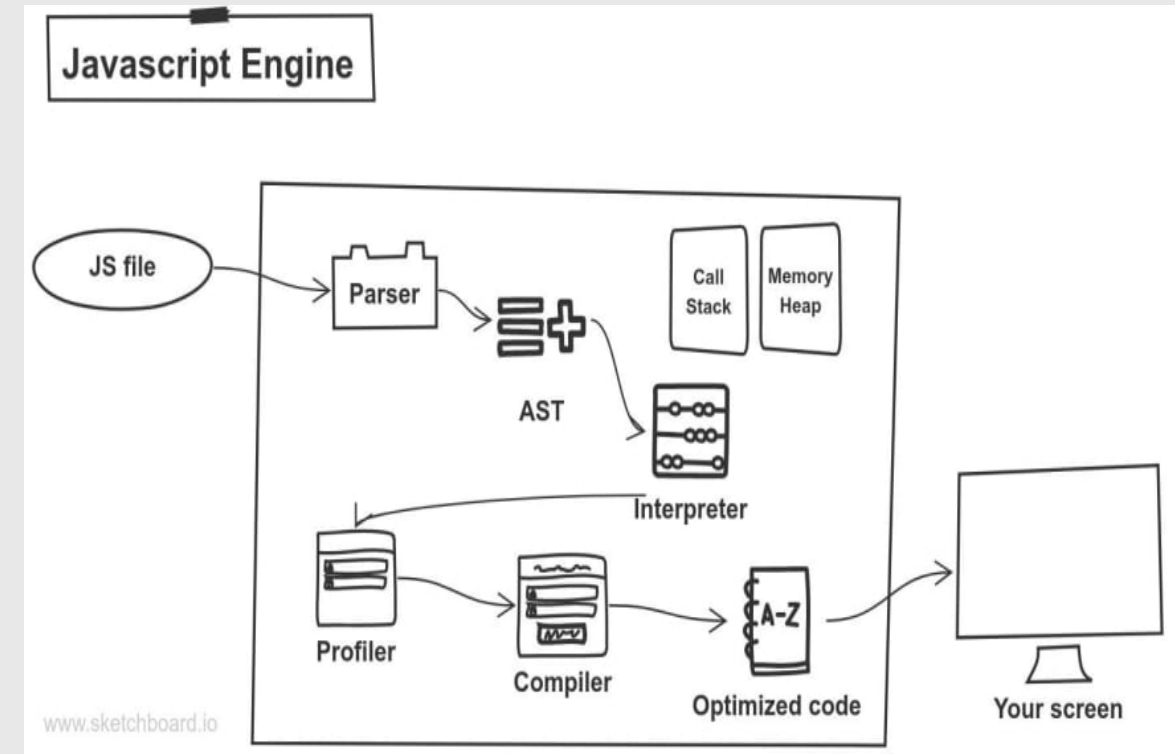 Javascript Engine
JS file
Parser
Call
Stack
Memory
Heap
AST
Interpreter
Profiler
Compiler
A-Z
Optimized code
Your screen
www.sketchboard.io